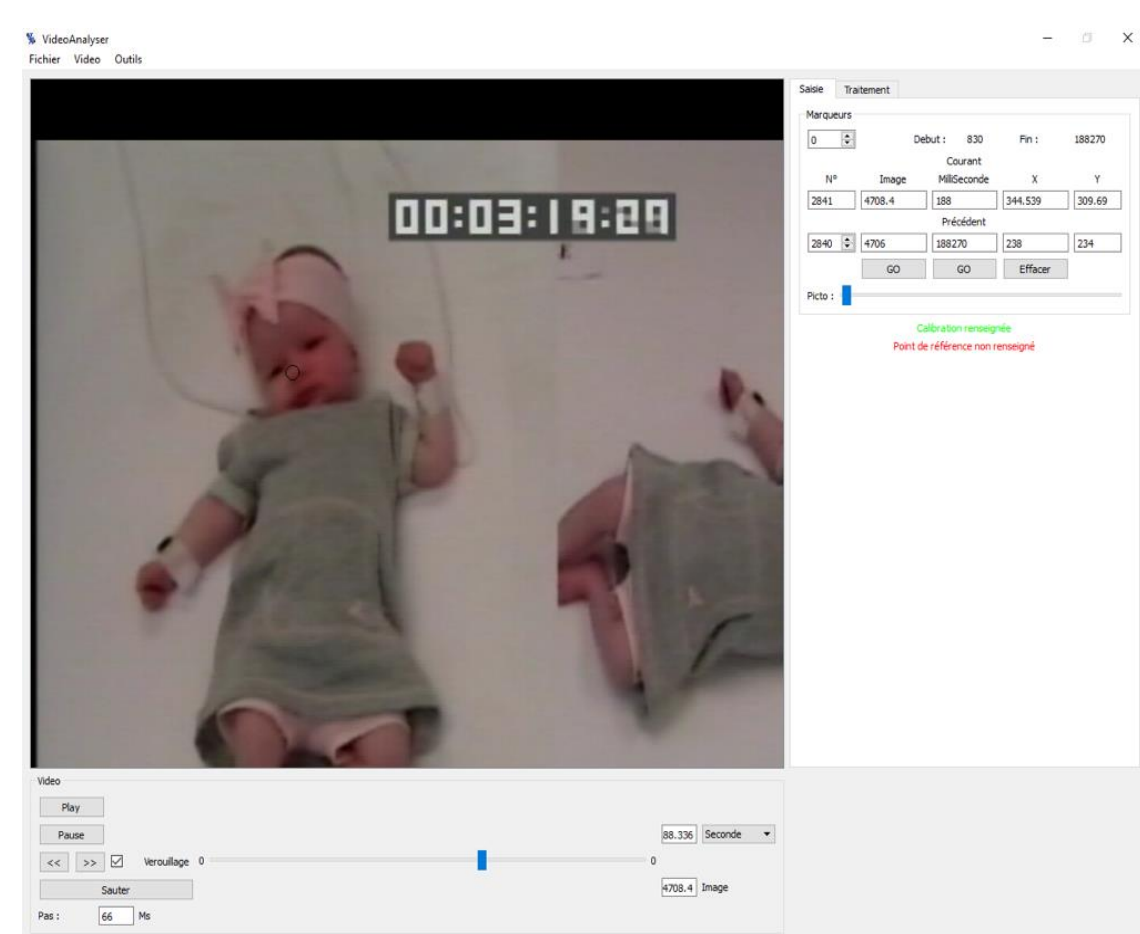 VideoAnalyser
Fichier Video Outils
00:03:19:29
Saisie Traitement
Marqueurs
0 Debut : 830 Fin : 188270
Courant
N° Image MilliSeconde X Y
2841 4708.4 188 344.539 309.69
Précédent
2840 4706 188270 238 234
GO GO Effacer
Picto :
Calibration renseignée
Point de référence non renseigné
Video
Play
Pause 88.336 Seconde
<< >> Verouillage 0 0
Sauter 4708.4 Image
Pas : 66 Ms